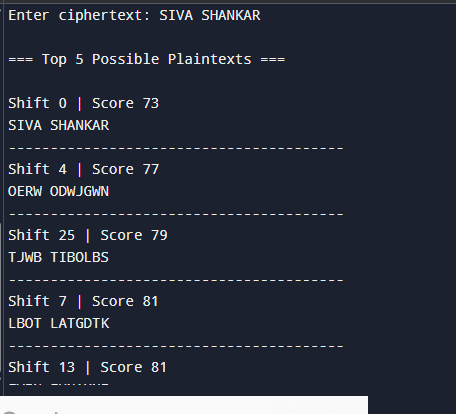 Enter ciphertext: SIVA SHANKAR
=== Top 5 Possible Plaintexts ===
Shift 0 | Score 73
SIVA SHANKAR
----------------------------------------
Shift 4 | Score 77
OERW ODWJGWN
----------------------------------------
Shift 25 | Score 79
TJWB TIBOLBS
----------------------------------------
Shift 7 | Score 81
LBOT LATGDTK
----------------------------------------
Shift 13 | Score 81